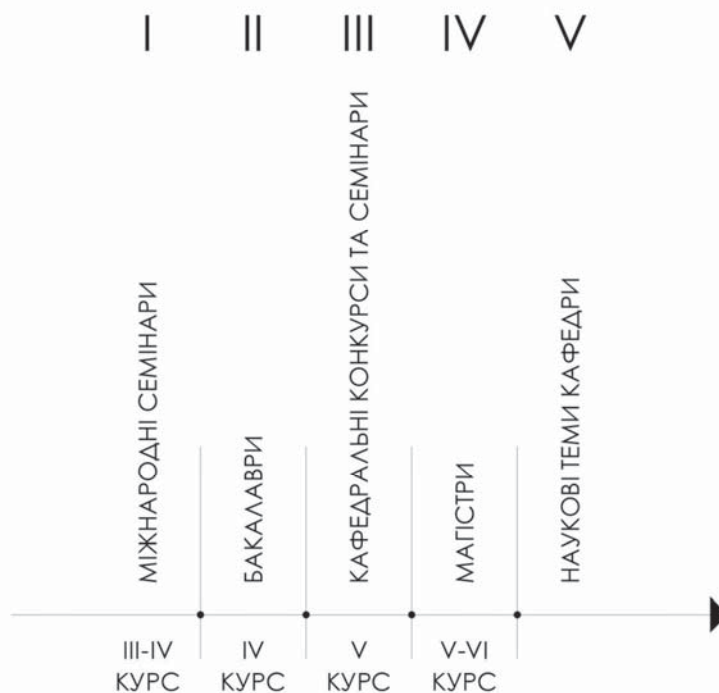 I II III IV V
МІЖНАРОДНІ СЕМІНАРИ
БАКАЛАВРИ
КАФЕДРАЛЬНІ КОНКУРСИ ТА СЕМІНАРИ
МАГІСТРИ
НАУКОВІ ТЕМИ КАФЕДРИ
III-IV КУРС
IV КУРС
V КУРС
V-VI КУРС